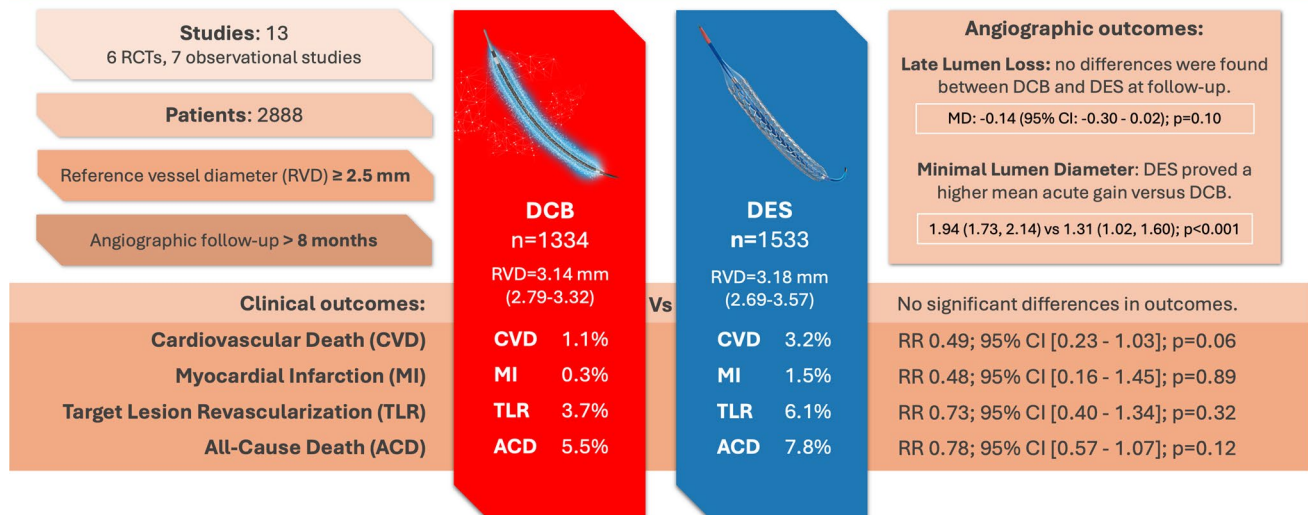 Studies: 13
6 RCTs, 7 observational studies
Patients: 2888
Reference vessel diameter (RVD) ≥ 2.5 mm
Angiographic follow-up > 8 months
DCB
n=1334
RVD=3.14 mm
(2.79-3.32)
Vs
DES
n=1533
RVD=3.18 mm
(2.69-3.57)
Angiographic outcomes:
Late Lumen Loss: no differences were found
between DCB and DES at follow-up.
MD: -0.14 (95% CI: -0.30 - 0.02); p=0.10
Minimal Lumen Diameter: DES proved a
higher mean acute gain versus DCB.
1.94 (1.73, 2.14) vs 1.31 (1.02, 1.60); p<0.001
Clinical outcomes:
No significant differences in outcomes.
Cardiovascular Death (CVD) CVD 1.1% CVD 3.2% RR 0.49; 95% CI [0.23 - 1.03]; p=0.06
Myocardial Infarction (MI) MI 0.3% MI 1.5% RR 0.48; 95% CI [0.16 - 1.45]; p=0.89
Target Lesion Revascularization (TLR) TLR 3.7% TLR 6.1% RR 0.73; 95% CI [0.40 - 1.34]; p=0.32
All-Cause Death (ACD) ACD 5.5% ACD 7.8% RR 0.78; 95% CI [0.57 - 1.07]; p=0.12